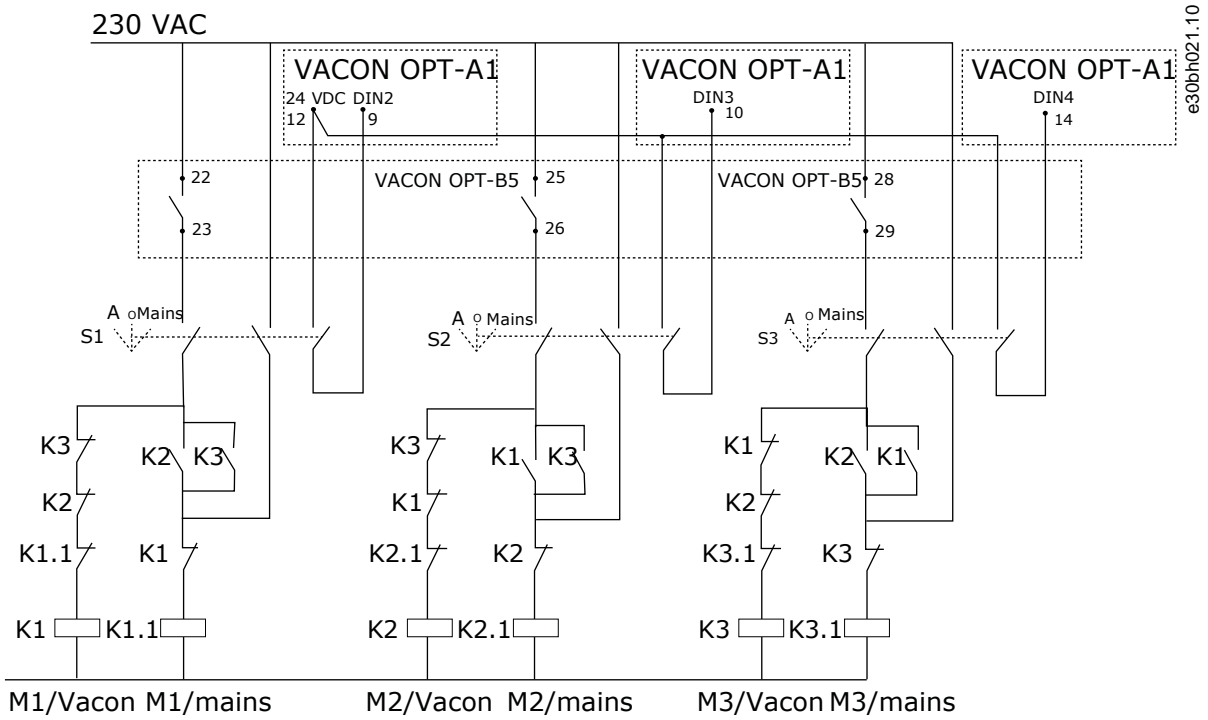 230 VAC
e30bh021.10
VACON OPT-A1
VACON OPT-A1
VACON OPT-A1
24 VDC DIN2
DIN3
DIN4
12
9
10
14
22
VACON OPT-B5
25
VACON OPT-B5
28
23
26
29
A o Mains
A o Mains
A o Mains
S1
S2
S3
K3
K2
K3
K3
K1
K3
K1
K2
K1
K2
K1
K2
K1.1
K1
K2.1
K2
K3.1
K3
K1
K1.1
K2
K2.1
K3
K3.1
M1/Vacon
M1/mains
M2/Vacon
M2/mains
M3/Vacon
M3/mains